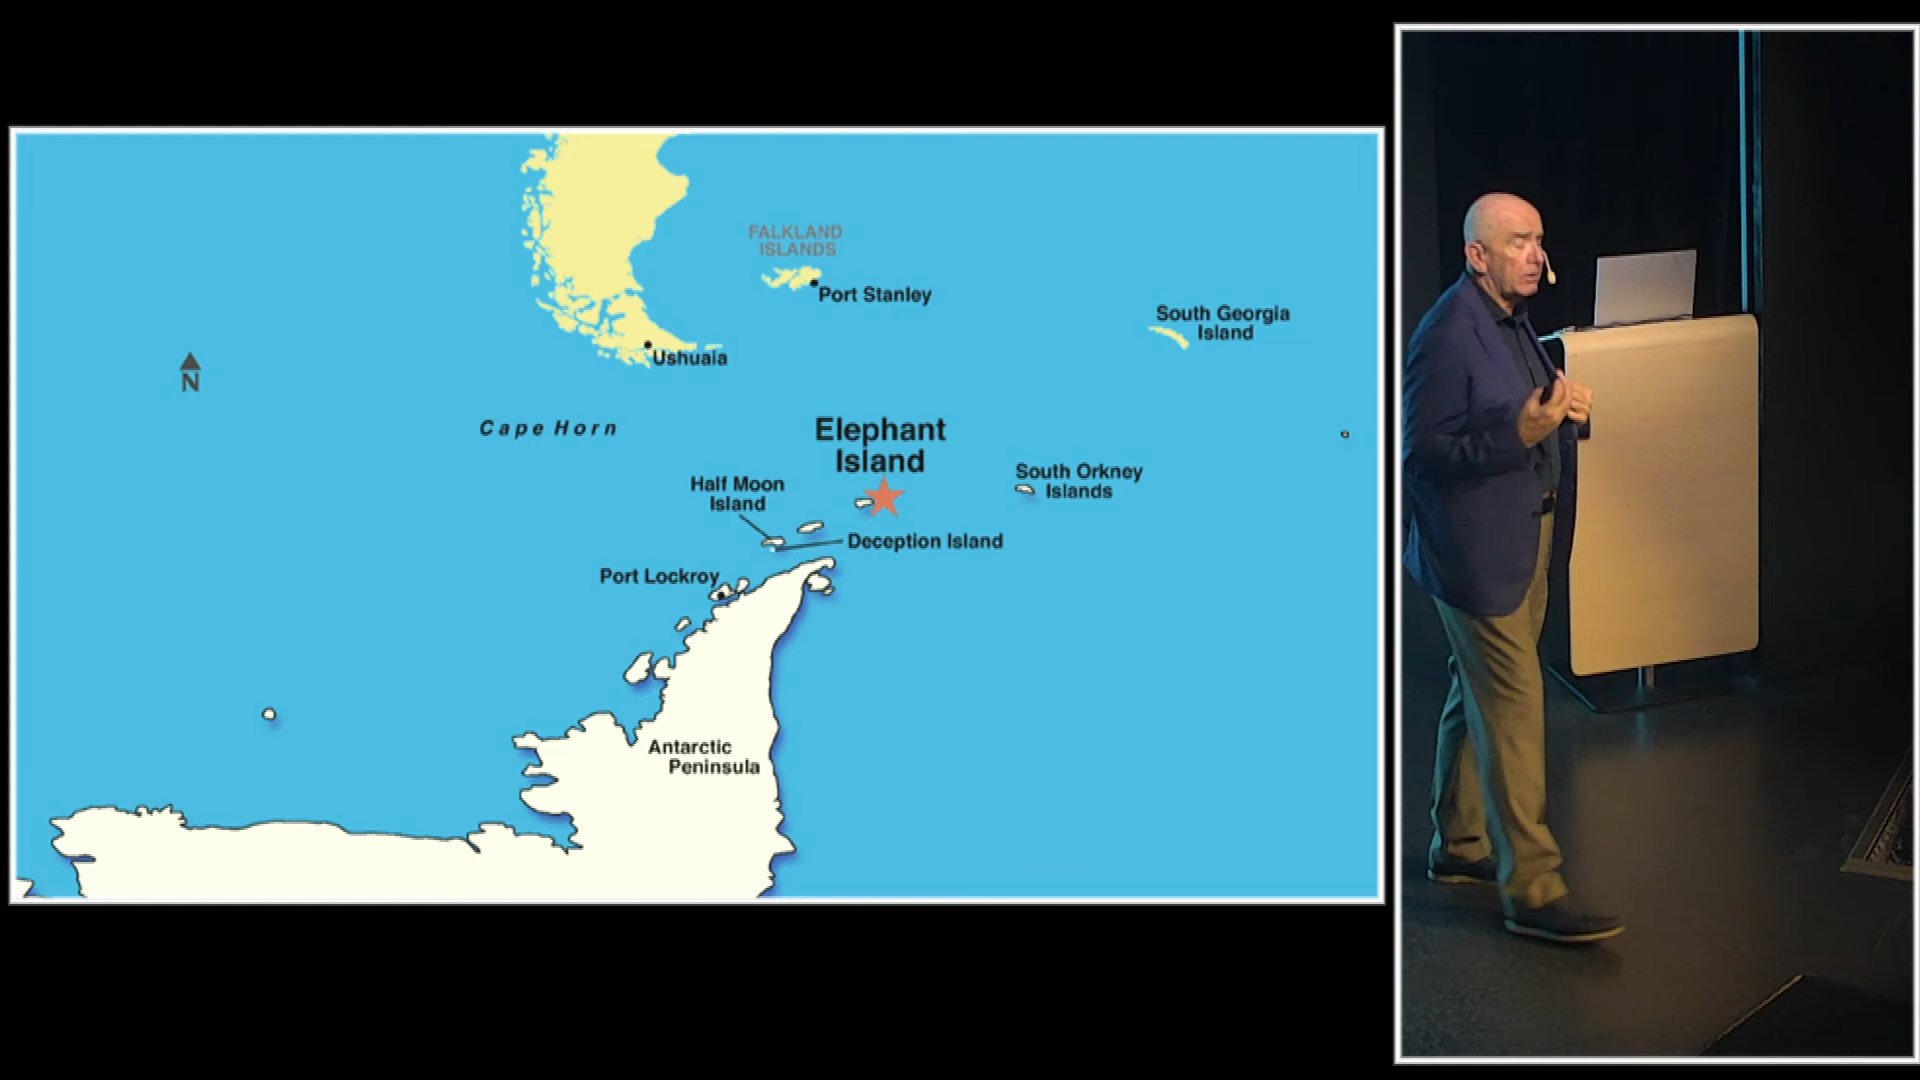 FALKLAND
ISLANDS
Port Stanley
South Georgia
Island
Ushuaia
N
Cape Horn
Elephant
Island
Half Moon
Island
South Orkney
Islands
Deception Island
Port Lockroy
Antarctic
Peninsula